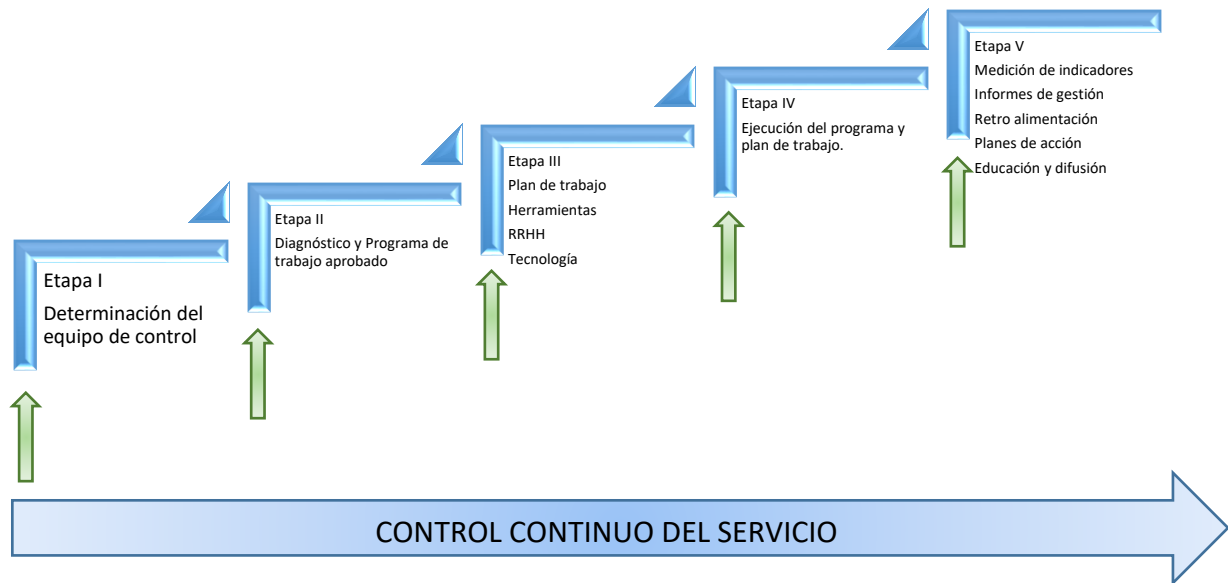 Etapa I
Determinación del
equipo de control
Etapa II
Diagnóstico y Programa de
trabajo aprobado
Etapa III
Plan de trabajo
Herramientas
RRHH
Tecnología
Etapa IV
Ejecución del programa y
plan de trabajo.
Etapa V
Medición de indicadores
Informes de gestión
Retro alimentación
Planes de acción
Educación y difusión
CONTROL CONTINUO DEL SERVICIO